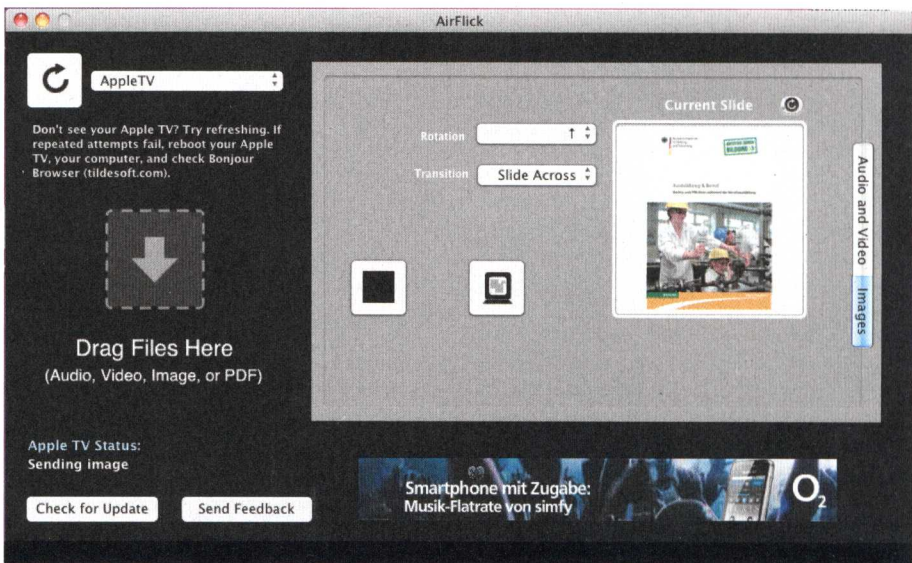 AirFlick
AppleTV
Don't see your Apple TV? Try refreshing. If
repeated attempts fail, reboot your Apple
TV, your computer, and check Bonjour
Browser (tildesoft.com).
Drag Files Here
(Audio, Video, Image, or PDF)
Apple TV Status:
Sending image
Check for Update
Send Feedback
Rotation
↑
Transition
Slide Across
Current Slide
Ausbildung & Beruf
Audio and Video
Images
Smartphone mit Zugabe:
Musik-Flatrate von simfy
O2